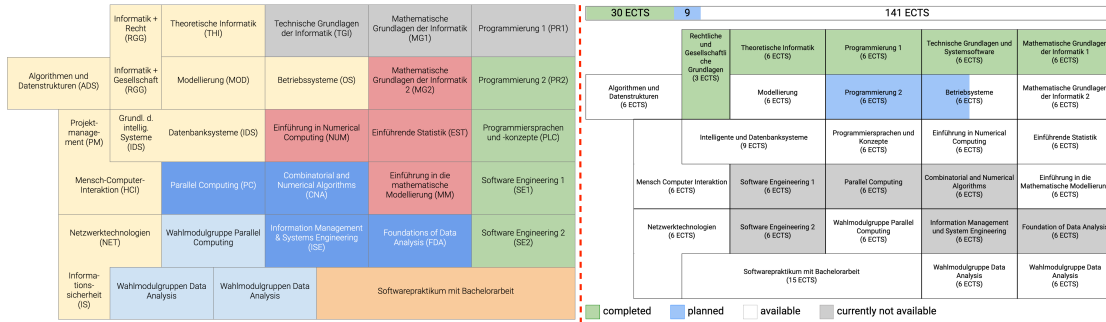 Informatik +
Recht
(RGG)
Theoretische Informatik
(THI)
Technische Grundlagen
der Informatik (TGI)
Mathematische
Grundlagen der
Informatik (MG1)
Programmierung 1 (PR1)
Algorithmen und
Datenstrukturen (ADS)
Informatik +
Gesellschaft
(RGG)
Modellierung (MOD)
Betriebssysteme (OS)
Mathematische
Grundlagen der
Informatik 2
(MG2)
Programmierung 2 (PR2)
Projekt-
manage-
ment (PM)
Grundl. d.
intellig.
Systeme
(IDS)
Datenbanksysteme (IDS)
Einführung in Numerical
Computing (NUM)
Einführende Statistik (EST)
Programmiersprachen
und -konzepte (PLC)
Mensch-Computer-
Interaktion (HCI)
Parallel Computing (PC)
Combinatorial and
Numerical Algorithms
(CNA)
Einführung in die
mathematische
Modellierung (MM)
Software Engineering 1
(SE1)
Netzwerktechnologien
(NET)
Wahlmodulgruppe Parallel
Computing
Information Management
& Systems Engineering
(ISE)
Foundations of Data
Analysis (FDA)
Software Engineering 2
(SE2)
Informa-
tions-
sicherheit
(IS)
Wahlmodulgruppen Data
Analysis
Wahlmodulgruppen Data
Analysis
Softwarepraktikum mit Bachelorarbeit
30 ECTS
9
141 ECTS
Rechtliche und
Gesellschaftli
che
Grundlagen
(3 ECTS)
Theoretische Informatik
(6 ECTS)
Programmierung 1
(6 ECTS)
Technische Grundlagen und
Systemsoftware
(6 ECTS)
Mathematische Grundlagen
der Informatik 1
(6 ECTS)
Algorithmen und
Datenstrukturen
(6 ECTS)
Modellierung
(6 ECTS)
Programmierung 2
(6 ECTS)
Betriebssysteme
(6 ECTS)
Mathematische Grundlagen
der Informatik 2
(6 ECTS)
Intelligente und Datenbanksysteme
(9 ECTS)
Programmiersprachen und
Konzepte
(6 ECTS)
Einführung in Numerical
Computing
(6 ECTS)
Einführende Statistik
(6 ECTS)
Mensch Computer Interaktion
(6 ECTS)
Software Engineering 1
(6 ECTS)
Parallel Computing
(6 ECTS)
Combinatorial and Numerical
Algorithms
(6 ECTS)
Einführung in die
Mathematische Modellierung
(6 ECTS)
Netzwerktechnologien
(6 ECTS)
Software Engineering 2
(6 ECTS)
Wahlmodulgruppe Parallel
Computing
(6 ECTS)
Information Management
und System Engineering
(6 ECTS)
Foundation of Data Analysis
(6 ECTS)
Softwarepraktikum mit Bachelorarbeit
(15 ECTS)
Wahlmodulgruppe Data
Analysis
(6 ECTS)
Wahlmodulgruppe Data
Analysis
(6 ECTS)
completed
planned
available
currently not available